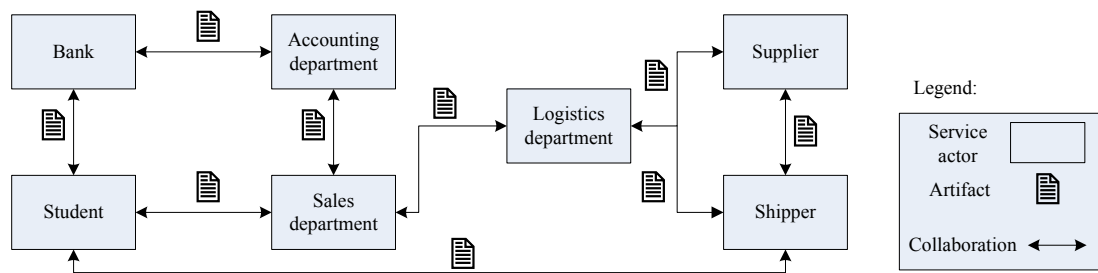 Bank
Accounting
department
Supplier
Logistics
department
Student
Sales
department
Shipper
Legend:
Service
actor
Artifact
Collaboration